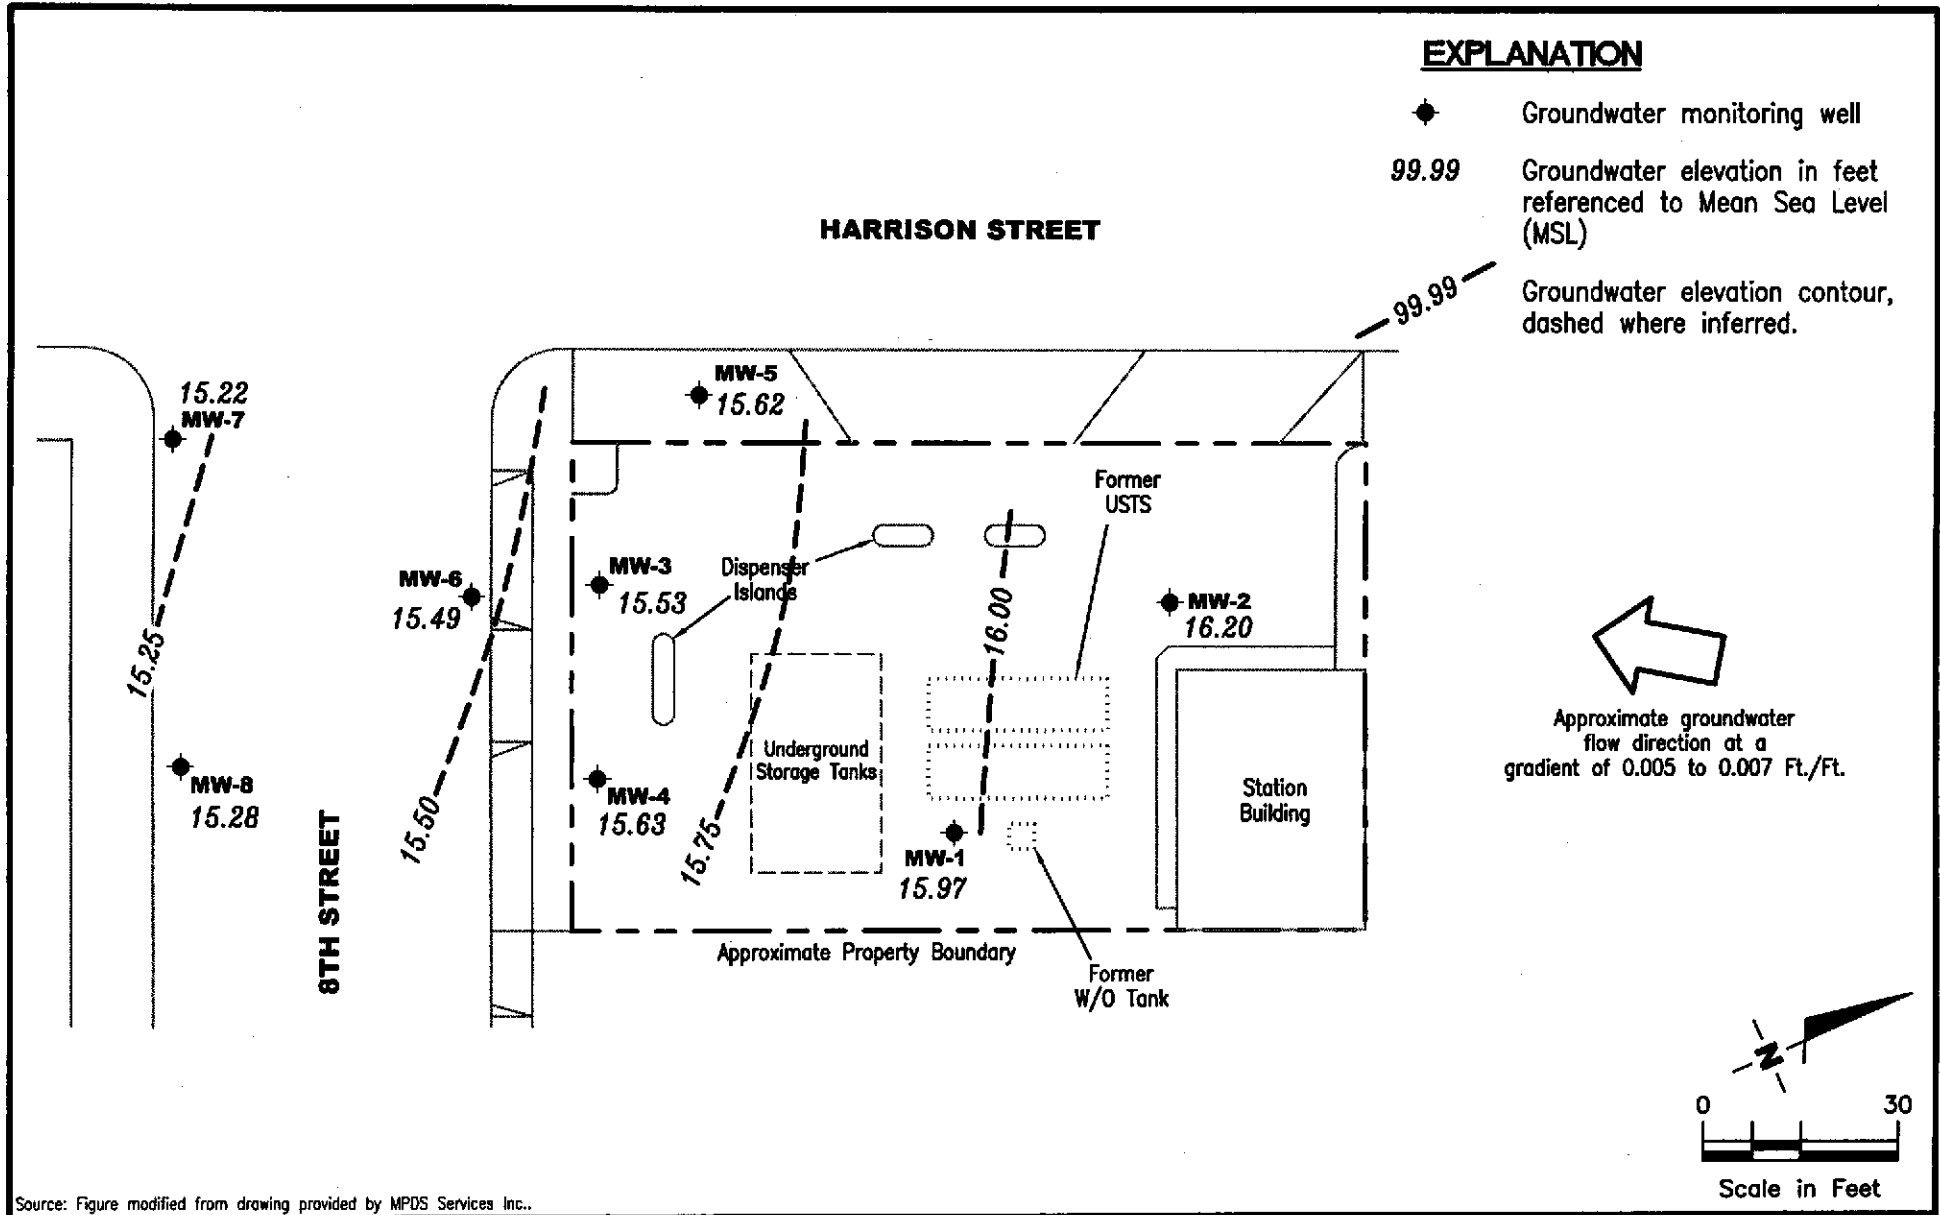 EXPLANATION
Groundwater monitoring well
99.99
Groundwater elevation in feet
referenced to Mean Sea Level
(MSL)
99.99
Groundwater elevation contour,
dashed where inferred.
HARRISON STREET
15.22
MW-7
MW-5
15.62
Former
USTS
MW-6
15.49
MW-3
15.53
Dispenser
Islands
16.00
MW-2
16.20
15.25
MW-8
15.28
15.50
MW-4
15.63
15.75
Underground
Storage Tanks
MW-1
15.97
Station
Building
Approximate groundwater
flow direction at a
gradient of 0.005 to 0.007 Ft./Ft.
8TH STREET
Approximate Property Boundary
Former
W/O Tank
N
0 30
Scale in Feet
Source: Figure modified from drawing provided by MPDS Services Inc..